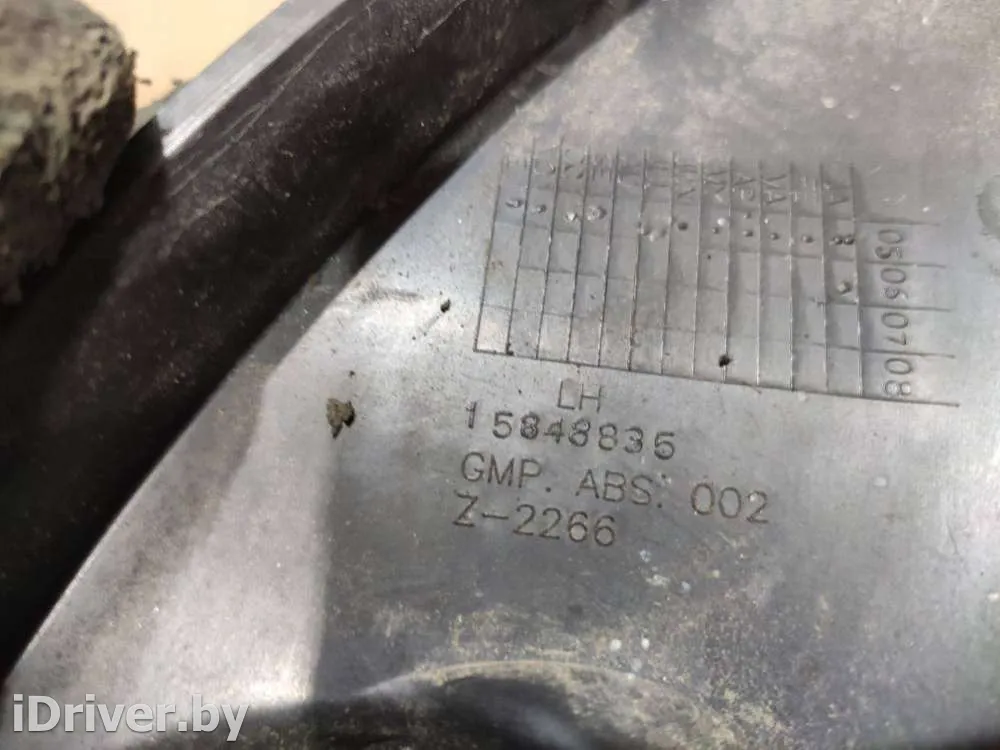 05 06 07 08
LH
15848835
GMP. ABS. 002
Z-2266
iDriver.by